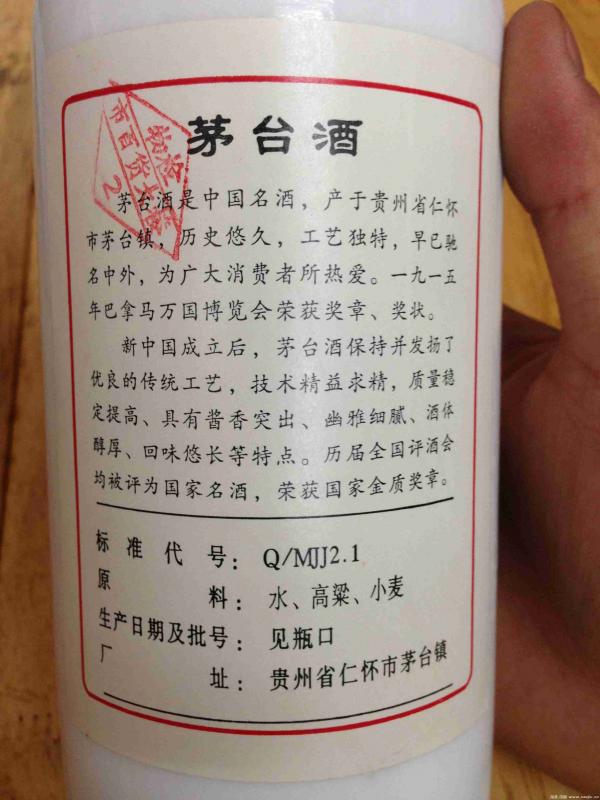 茅台酒
市百货大楼
2
茅台酒是中国名酒，产于贵州省仁怀
市茅台镇，历史悠久，工艺独特，早已驰
名中外，为广大消费者所热爱。一九一五
年巴拿马万国博览会荣获奖章、奖状。
新中国成立后，茅台酒保持并发扬了
优良的传统工艺，技术精益求精，质量稳
定提高、具有酱香突出、幽雅细腻、酒体
醇厚、回味悠长等特点。历届全国评酒会
均被评为国家名酒，荣获国家金质奖章。
标准代号：Q/MJJ2.1
原料：水、高粱、小麦
生产日期及批号：见瓶口
厂址：贵州省仁怀市茅台镇